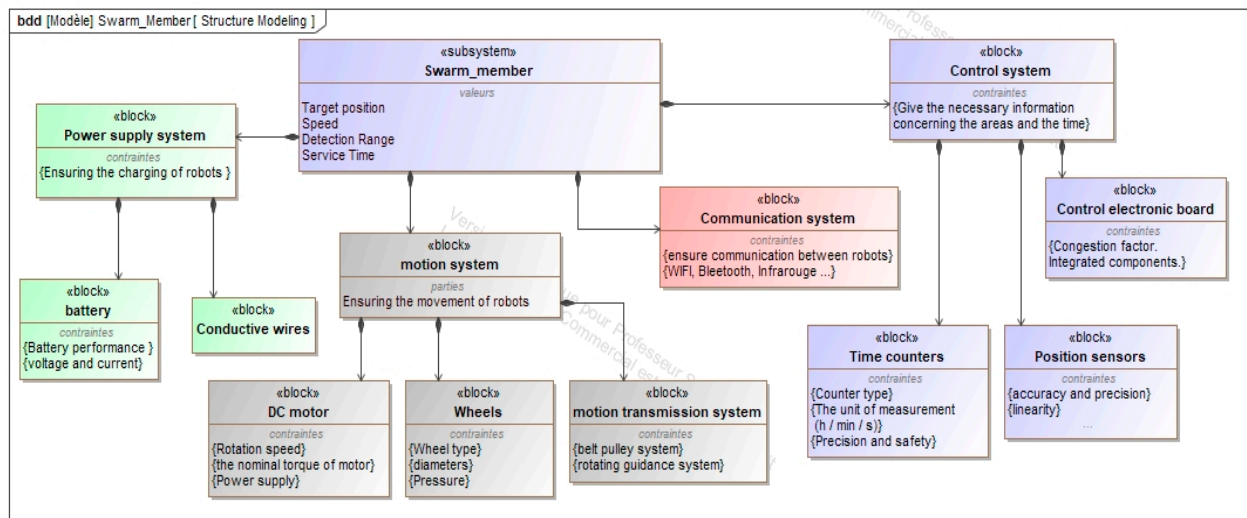 bdd [Modèle] Swarm_Member [ Structure Modeling ]
«subsystem»
Swarm_member
valeurs
Target position
Speed
Detection Range
Service Time
«block»
Control system
contraintes
{Give the necessary information
concerning the areas and the time}
«block»
Power supply system
contraintes
{Ensuring the charging of robots }
«block»
Communication system
contraintes
{ensure communication between robots}
{WIFI, Bleetooth, Infrarouge ...}
«block»
Control electronic board
contraintes
{Congestion factor.
Integrated components.}
«block»
motion system
parties
Ensuring the movement of robots
«block»
battery
contraintes
{Battery performance }
{voltage and current}
«block»
Conductive wires
«block»
Time counters
contraintes
{Counter type}
{The unit of measurement
(h / min / s)}
{Precision and safety}
«block»
Position sensors
contraintes
{accuracy and precision}
{linearity}
...
«block»
DC motor
contraintes
{Rotation speed}
{the nominal torque of motor}
{Power supply}
«block»
Wheels
contraintes
{Wheel type}
{diameters}
{Pressure}
«block»
motion transmission system
contraintes
{belt pulley system}
{rotating guidance system}
pour Professeur
Commercial